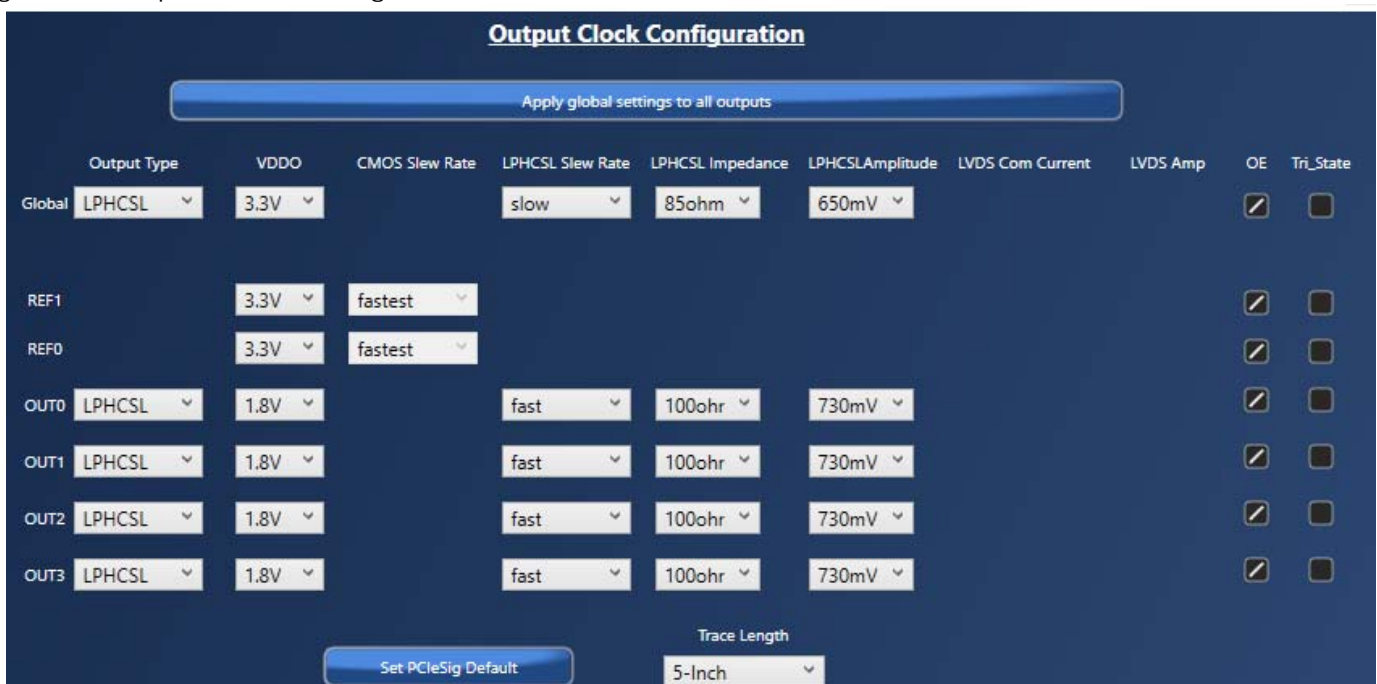 Output Clock Configuration
Apply global settings to all outputs
Output Type VDDO CMOS Slew Rate LPHCSL Slew Rate LPHCSL Impedance LPHCSLAmplitude LVDS Com Current LVDS Amp OE Tri_State
Global LPHCSL 3.3V slow 85ohm 650mV
REF1 3.3V fastest
REF0 3.3V fastest
OUT0 LPHCSL 1.8V fast 100ohr 730mV
OUT1 LPHCSL 1.8V fast 100ohr 730mV
OUT2 LPHCSL 1.8V fast 100ohr 730mV
OUT3 LPHCSL 1.8V fast 100ohr 730mV
Trace Length
Set PCIeSig Default 5-Inch